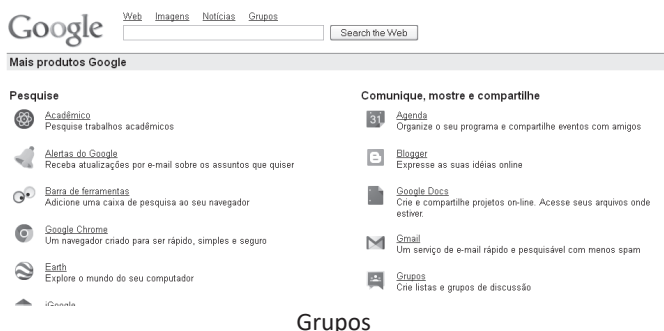 Google
Web Imagens Notícias Grupos
Search the Web
Mais produtos Google
Pesquise
Acadêmico
Pesquise trabalhos acadêmicos
Alertas do Google
Receba atualizações por e-mail sobre os assuntos que quiser
Barra de ferramentas
Adicione uma caixa de pesquisa ao seu navegador
Google Chrome
Um navegador criado para ser rápido, simples e seguro
Earth
Explore o mundo do seu computador
iGoogle
Comunique, mostre e compartilhe
31
Agenda
Organize o seu programa e compartilhe eventos com amigos
Blogger
Expresse as suas idéias online
Google Docs
Crie e compartilhe projetos on-line. Acesse seus arquivos onde
estiver.
Gmail
Um serviço de e-mail rápido e pesquisável com menos spam
Grupos
Crie listas e grupos de discussão
Grupos